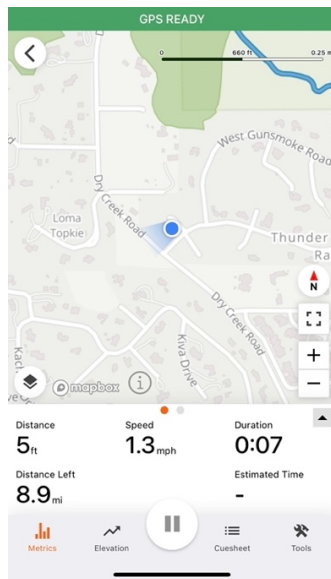 GPS READY
0 660 ft 0.25 m
West Gunsmoke Road
Dry Creek Road
Loma
Topkie
Thunder
Ra
N
Dry Creek Road
Kiva Drive
Kach
+
−
mapbox
i
ve
Distance Speed Duration
5ft 1.3mph 0:07
Distance Left Estimated Time
8.9mi -
Metrics Elevation Cuesheet Tools